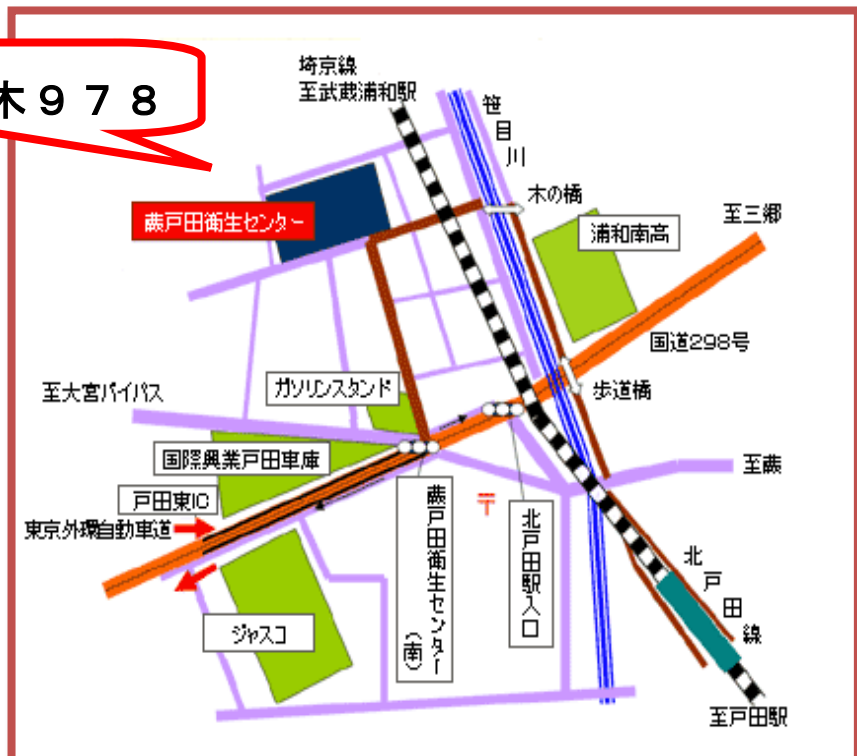 木９７８
埼京線
至武蔵浦和駅
笹目川
木の橋
至三郷
蕨戸田衛生センター
浦和南高
国道298号
ガソリンスタンド
歩道橋
至大宮バイパス
国際興業戸田車庫
至蕨
戸田東IC
東京外環自動車道
蕨戸田衛生センター(南)
〒
北戸田駅入口
北戸田線
ジャスコ
至戸田駅